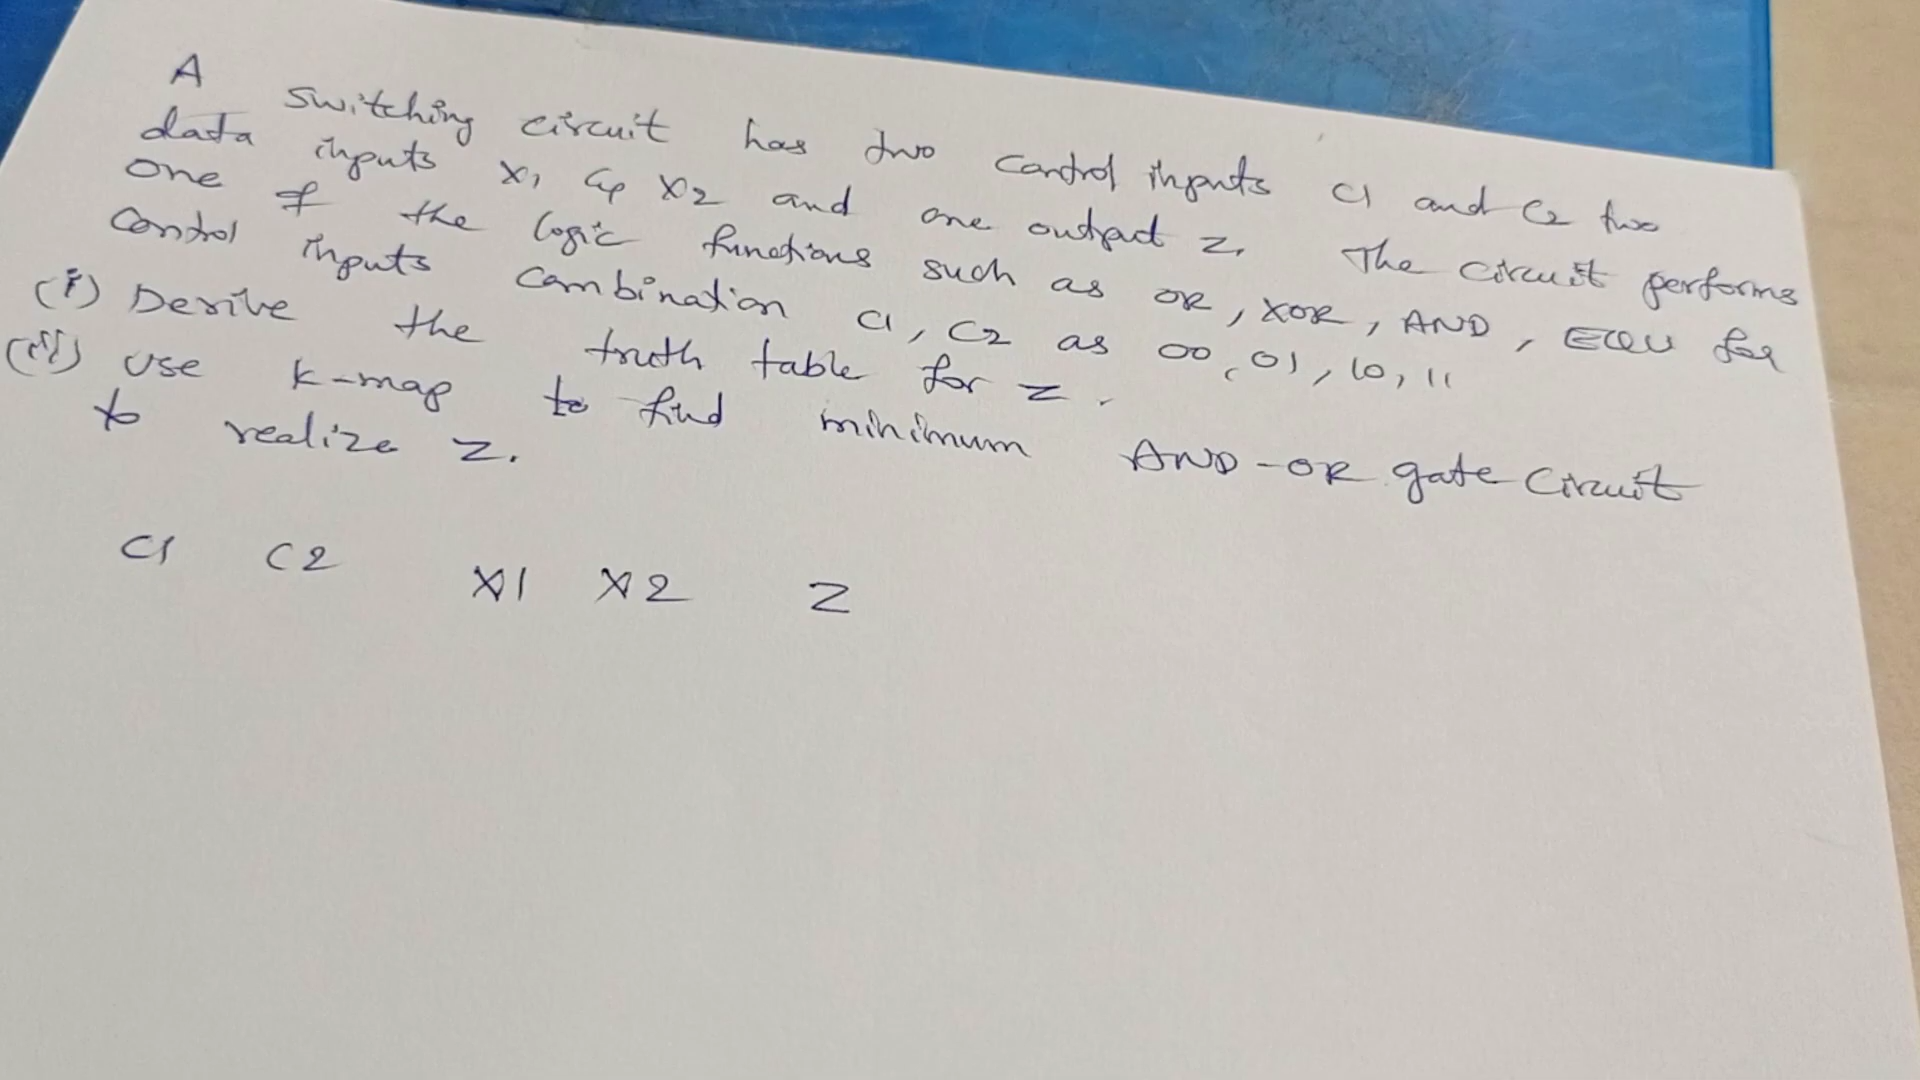 A switching circuit has two control inputs C1 and C2 two
data inputs X1 & X2 and one output Z. The circuit performs
one of the logic functions such as OR, XOR, AND, EQU for
control inputs combination C1, C2 as 00, 01, 10, 11
(i) Derive the truth table for Z.
(ii) Use K-map to find minimum AND-OR gate circuit
to realize Z.
C1 C2 X1 X2 Z